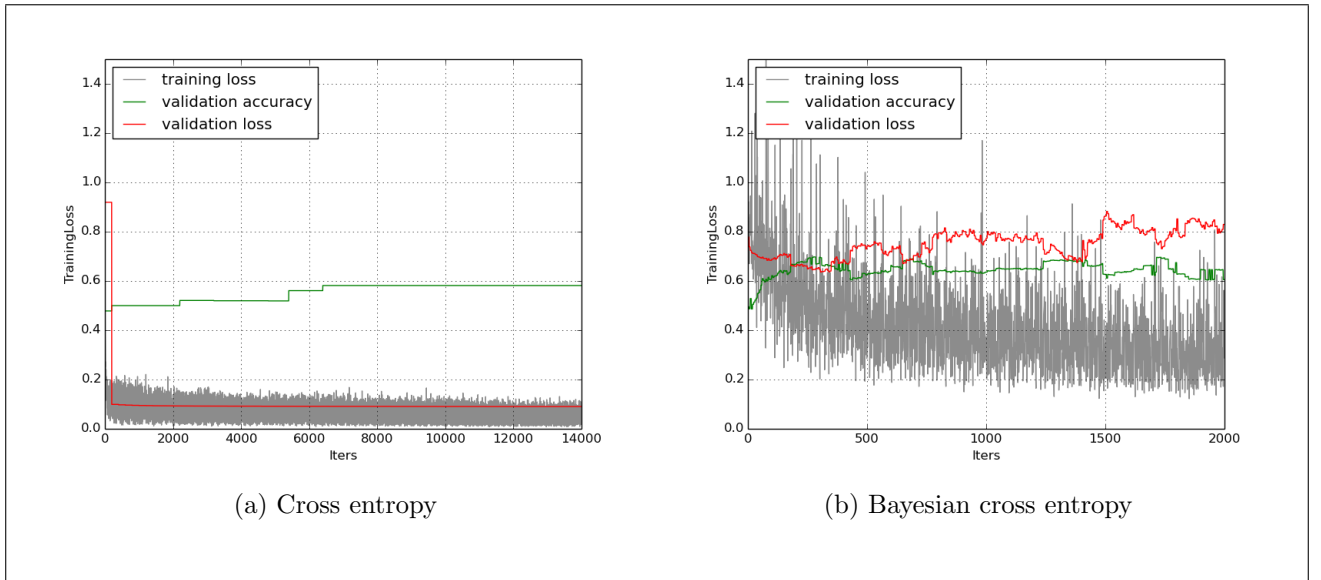 training loss
validation accuracy
validation loss
TrainingLoss
1.4
1.2
1.0
0.8
0.6
0.4
0.2
0.0
0 2000 4000 6000 8000 10000 12000 14000
Iters
(a) Cross entropy
training loss
validation accuracy
validation loss
TrainingLoss
1.4
1.2
1.0
0.8
0.6
0.4
0.2
0.0
0 500 1000 1500 2000
Iters
(b) Bayesian cross entropy